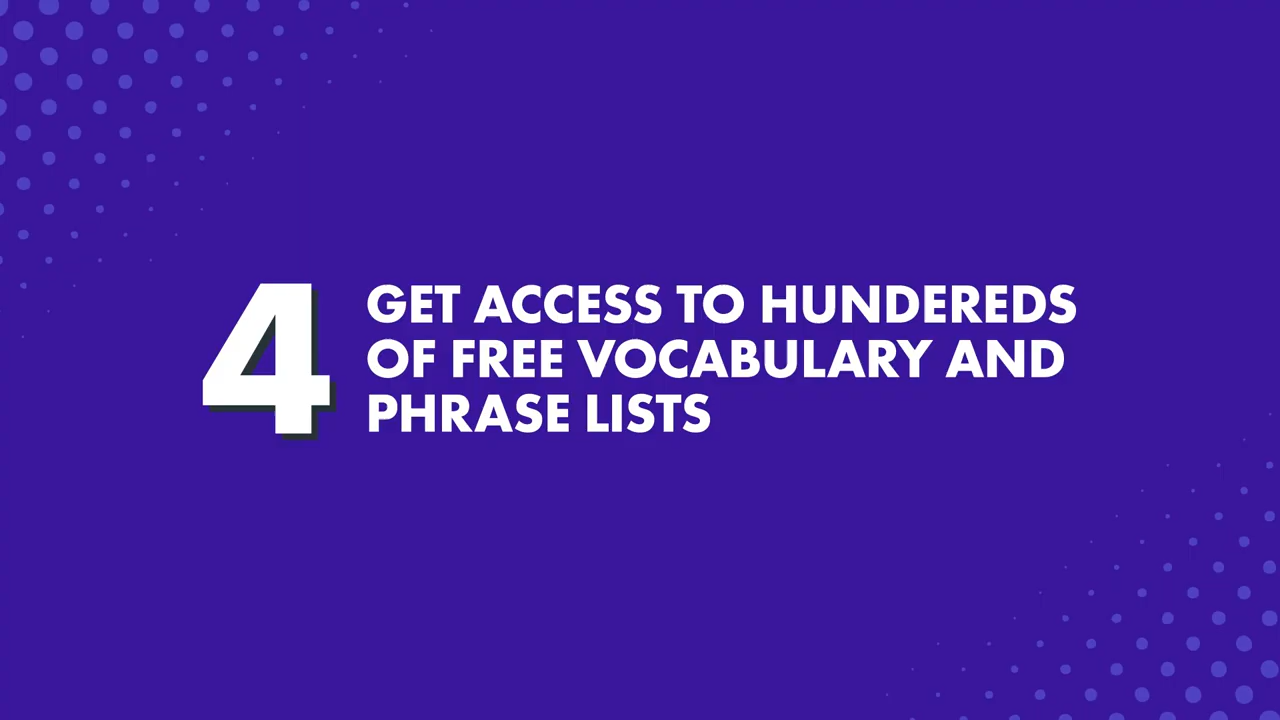 4
GET ACCESS TO HUNDEREDS
OF FREE VOCABULARY AND
PHRASE LISTS